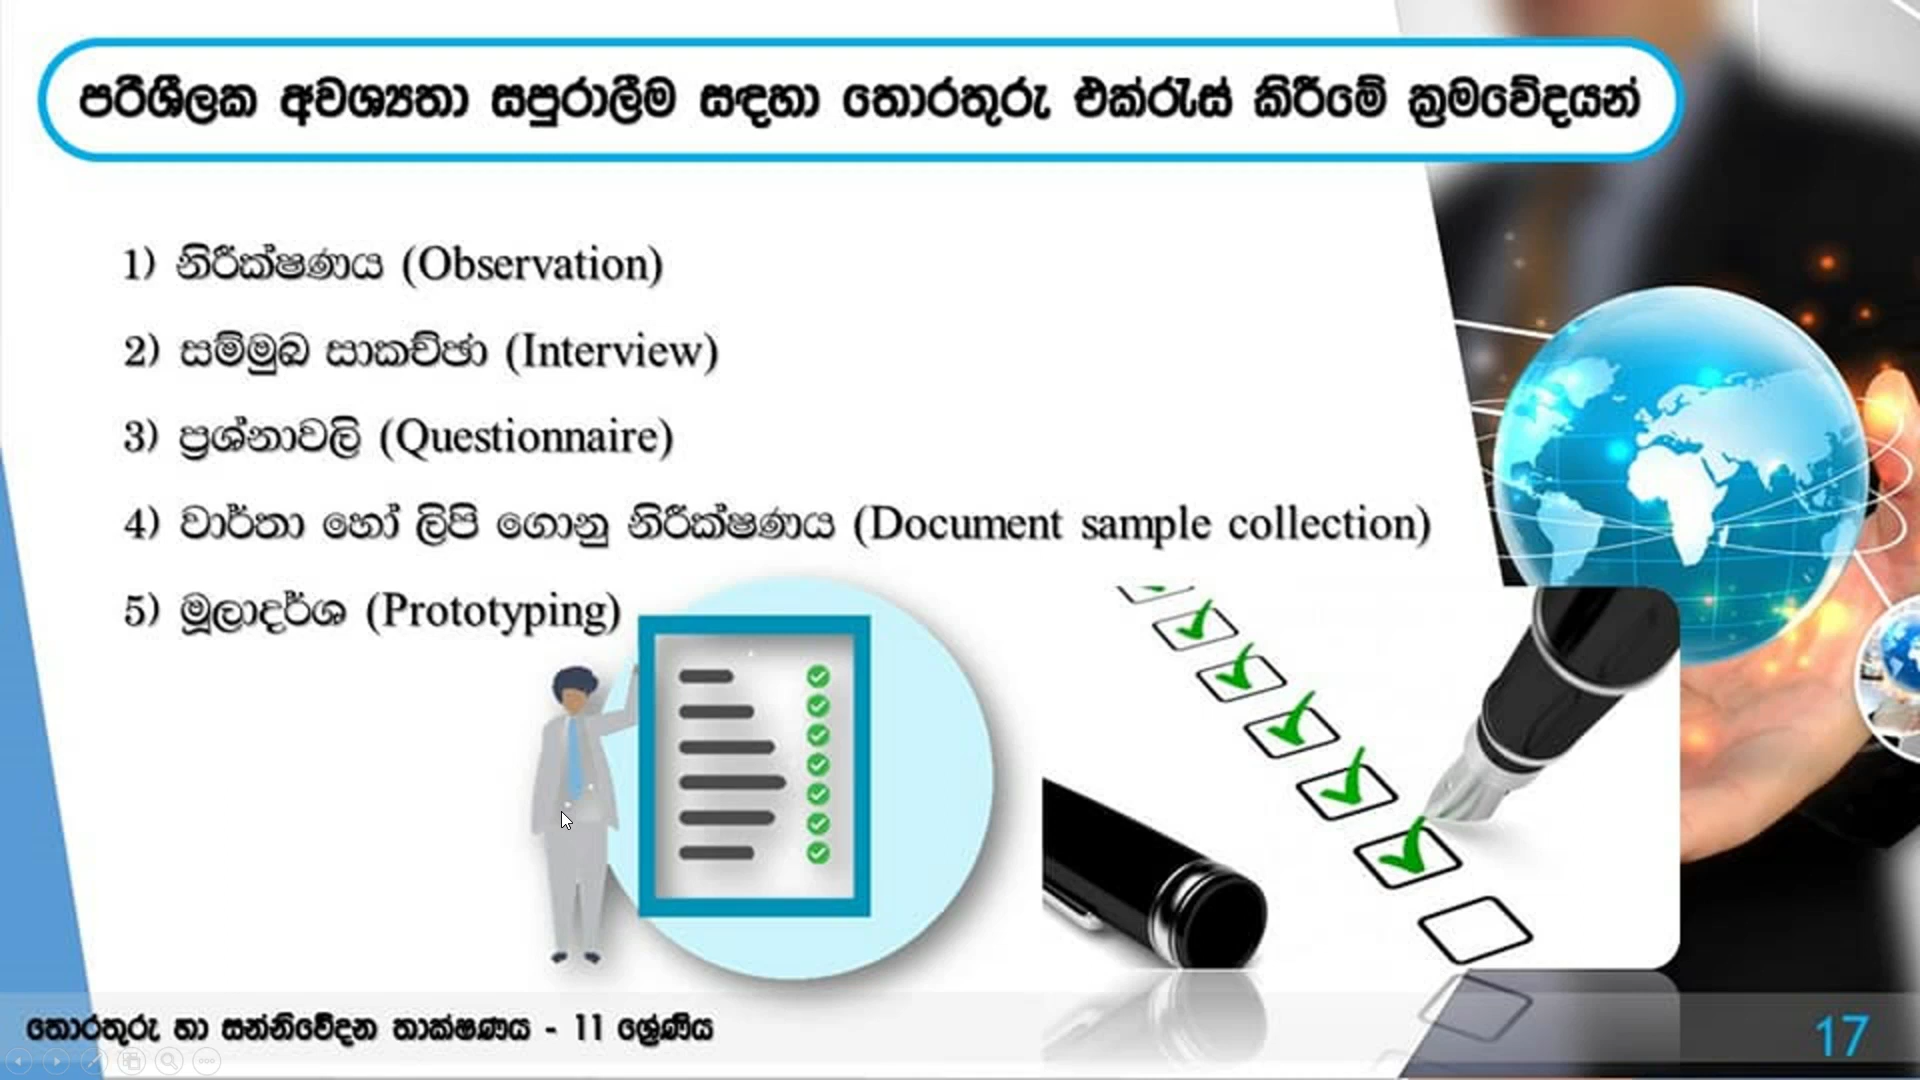 පරිශීලක අවශ්‍යතා සපුරාලීම සඳහා තොරතුරු එක්රැස් කිරීමේ ක්‍රමවේදයන්
1) නිරීක්ෂණය (Observation)
2) සම්මුඛ සාකච්ඡා (Interview)
3) ප්‍රශ්නාවලි (Questionnaire)
4) වාර්තා හෝ ලිපි ගොනු නිරීක්ෂණය (Document sample collection)
5) මූලාදර්ශ (Prototyping)
තොරතුරු හා සන්නිවේදන තාක්ෂණය - 11 ශ්‍රේණිය
17